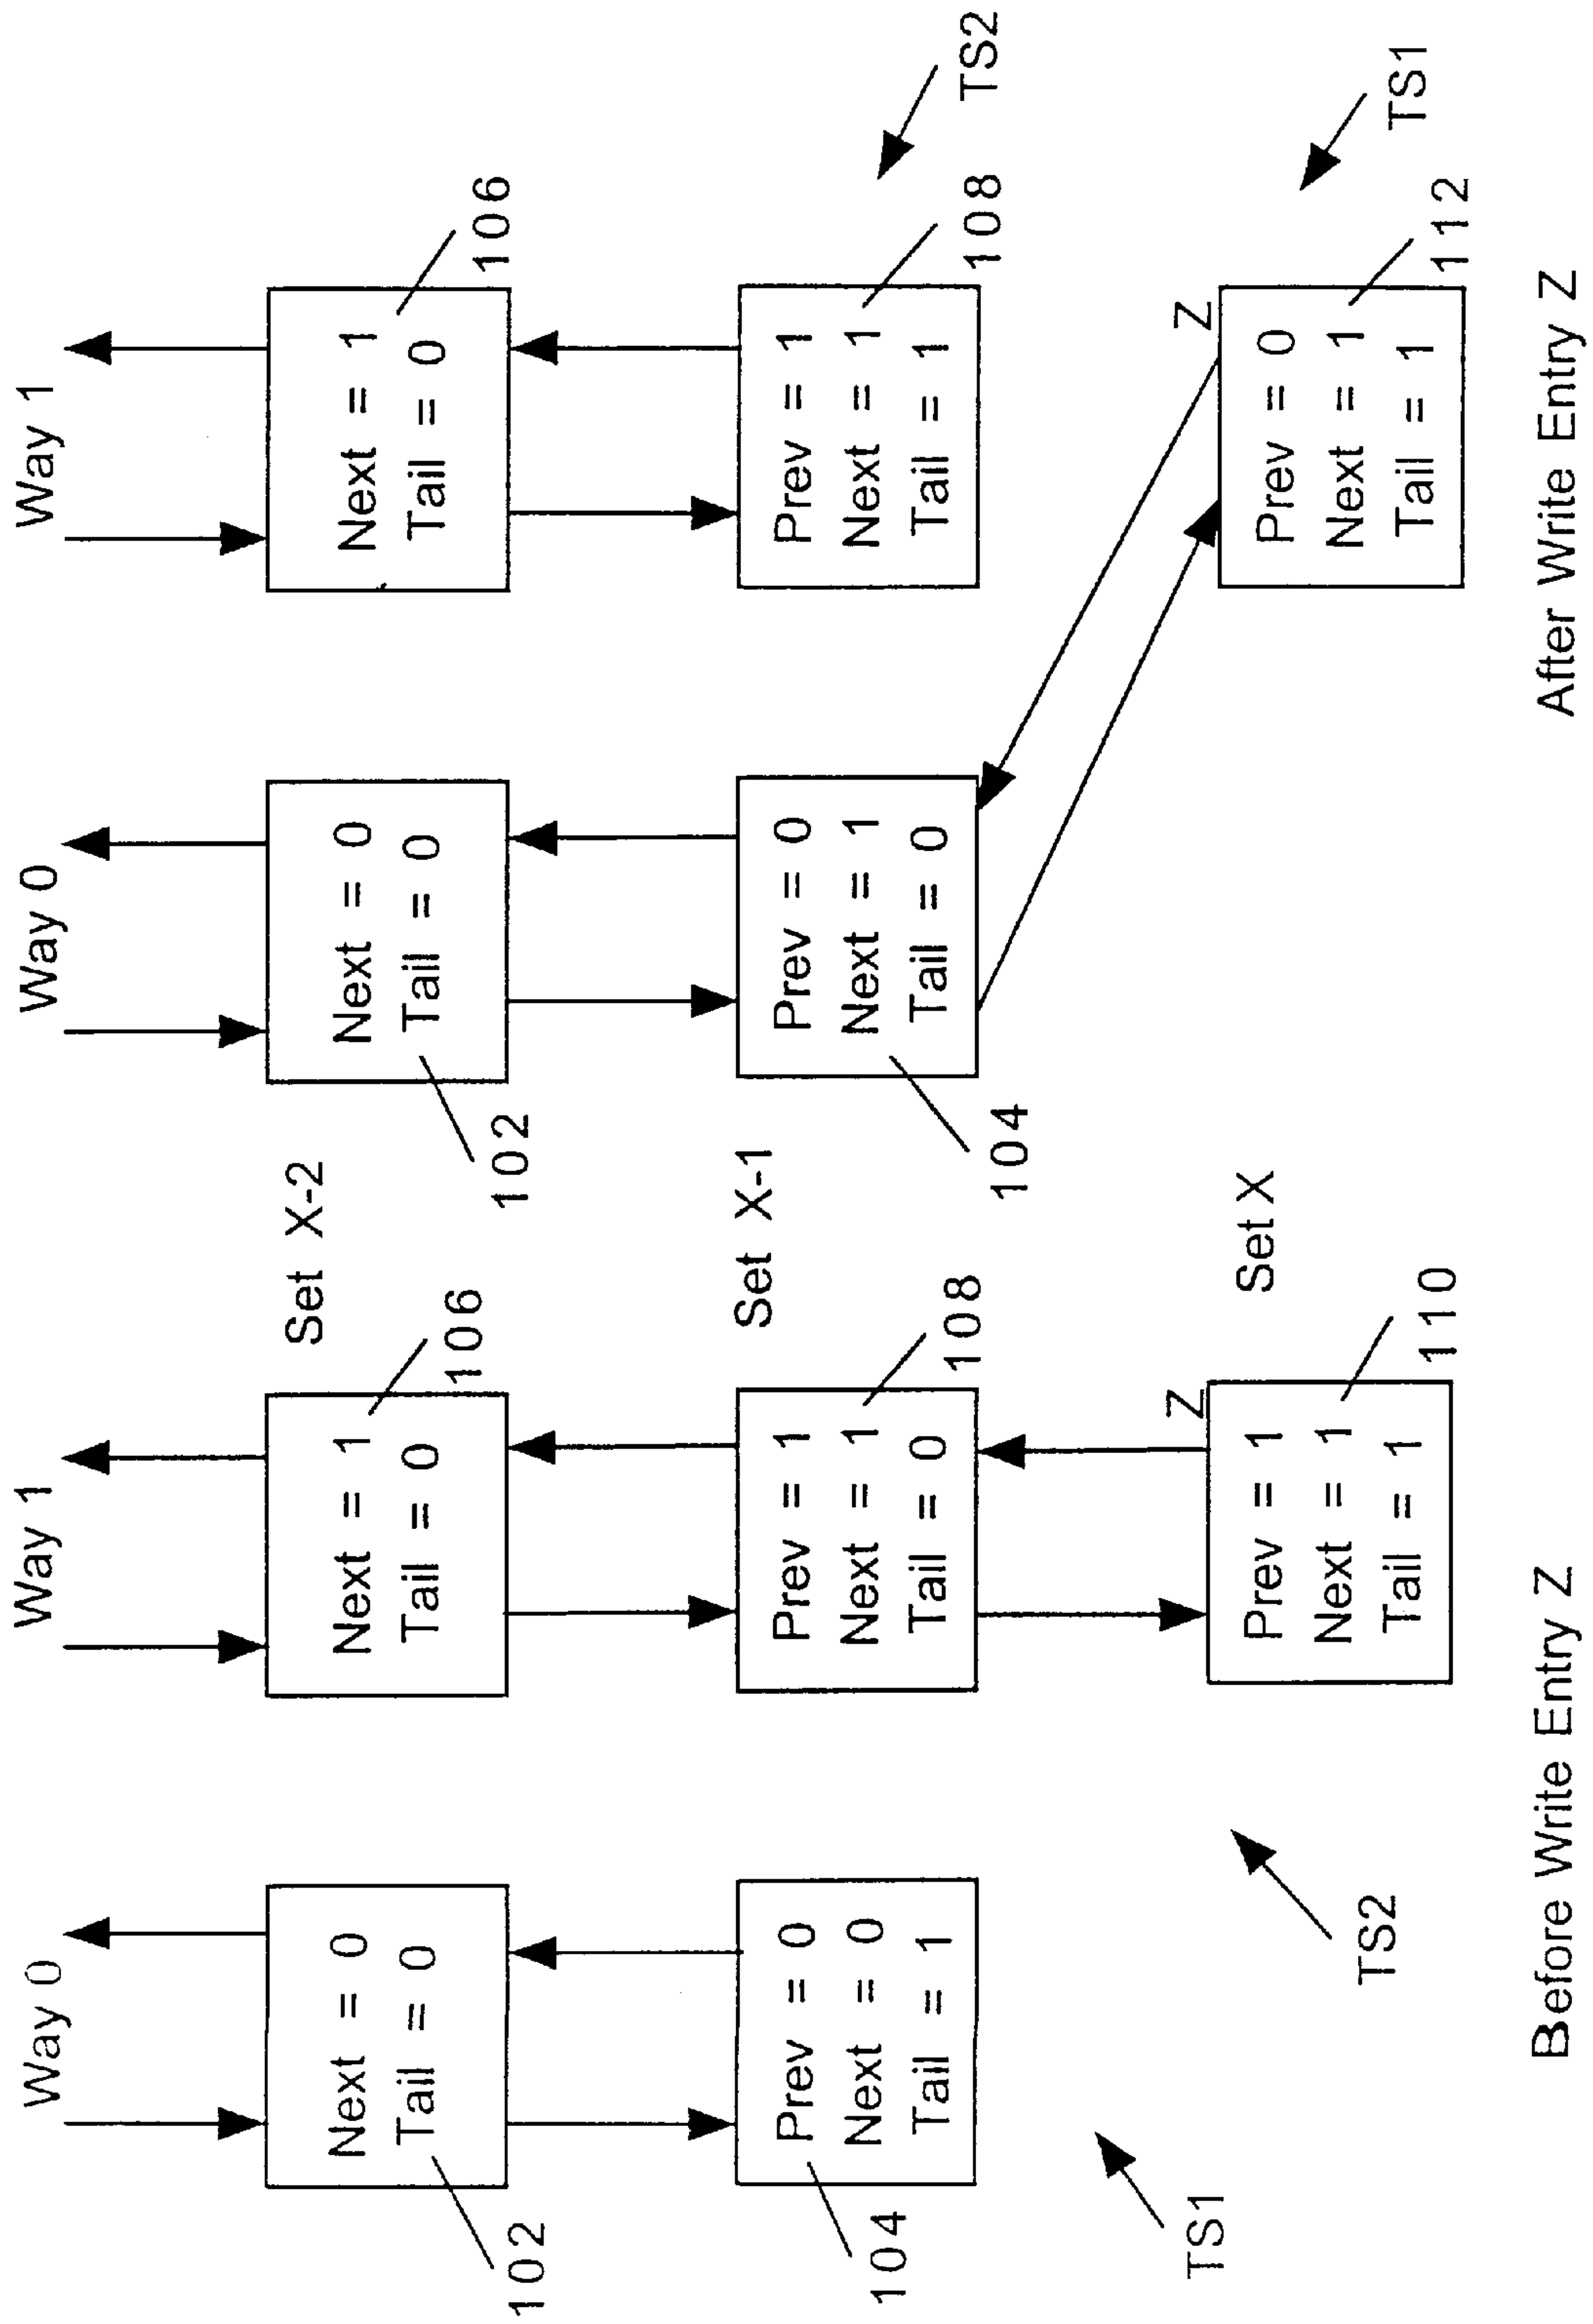 Way 0
Way 1
Way 0
Way 1
Next = 0
Tail = 0
102
Next = 1
Tail = 0
106
Set X-2
Next = 0
Tail = 0
102
Next = 1
Tail = 0
106
Prev = 0
Next = 0
Tail = 1
104
Prev = 1
Next = 1
Tail = 0
108
Set X-1
Prev = 0
Next = 1
Tail = 0
104
Prev = 1
Next = 1
Tail = 1
108
TS2
TS1
TS2
Z
Prev = 1
Next = 1
Tail = 1
110
Set X
Z
Prev = 0
Next = 1
Tail = 1
112
TS1
Before Write Entry Z
After Write Entry Z